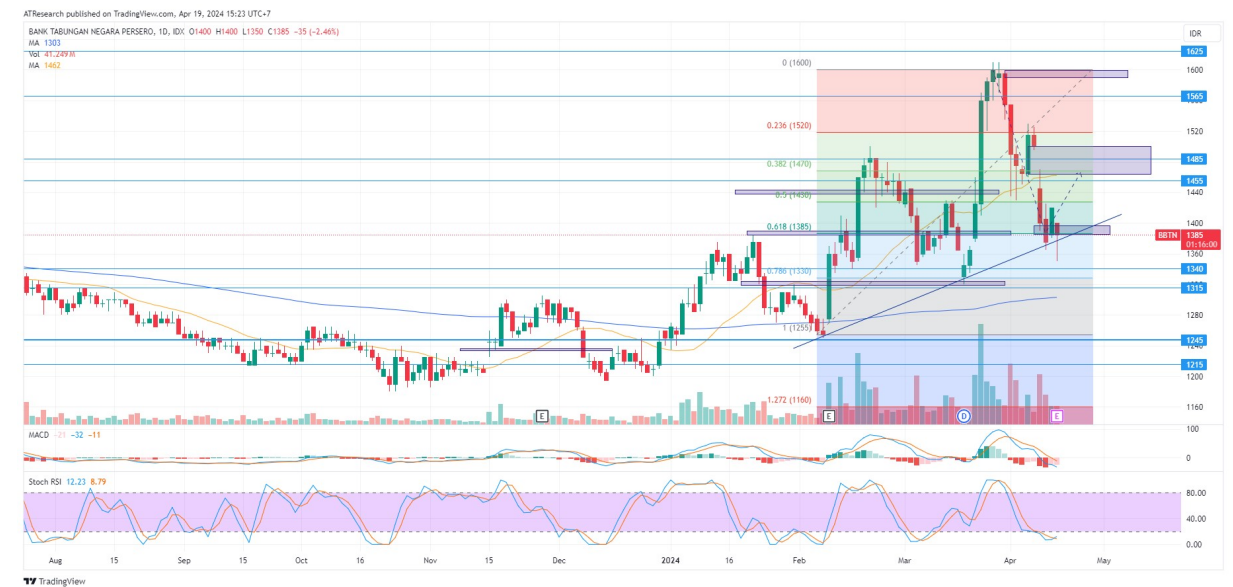 ATResearch published on TradingView.com, Apr 19, 2024 15:23 UTC+7
BANK TABUNGAN NEGARA PERSERO, 1D, IDX O1400 H1400 L1350 C1385 −35 (−2.46%)
MA 1303
Vol 41.249M
MA 1462
IDR
1625
1600
1565
1520
1485
1455
1440
1400
BBTN 1385
01:16:00
1360
1340
1315
1280
1245
1240
1215
1200
1160
0 (1600)
0.236 (1520)
0.382 (1470)
0.5 (1430)
0.618 (1385)
0.786 (1330)
1 (1255)
1.272 (1160)
E
E
D
E
MACD −21 −32 −11
100
0
Stoch RSI 12.23 8.79
80.00
40.00
0.00
Aug 15 Sep 15 Oct 16 Nov 15 Dec 2024 16 Feb Mar Apr May
TradingView